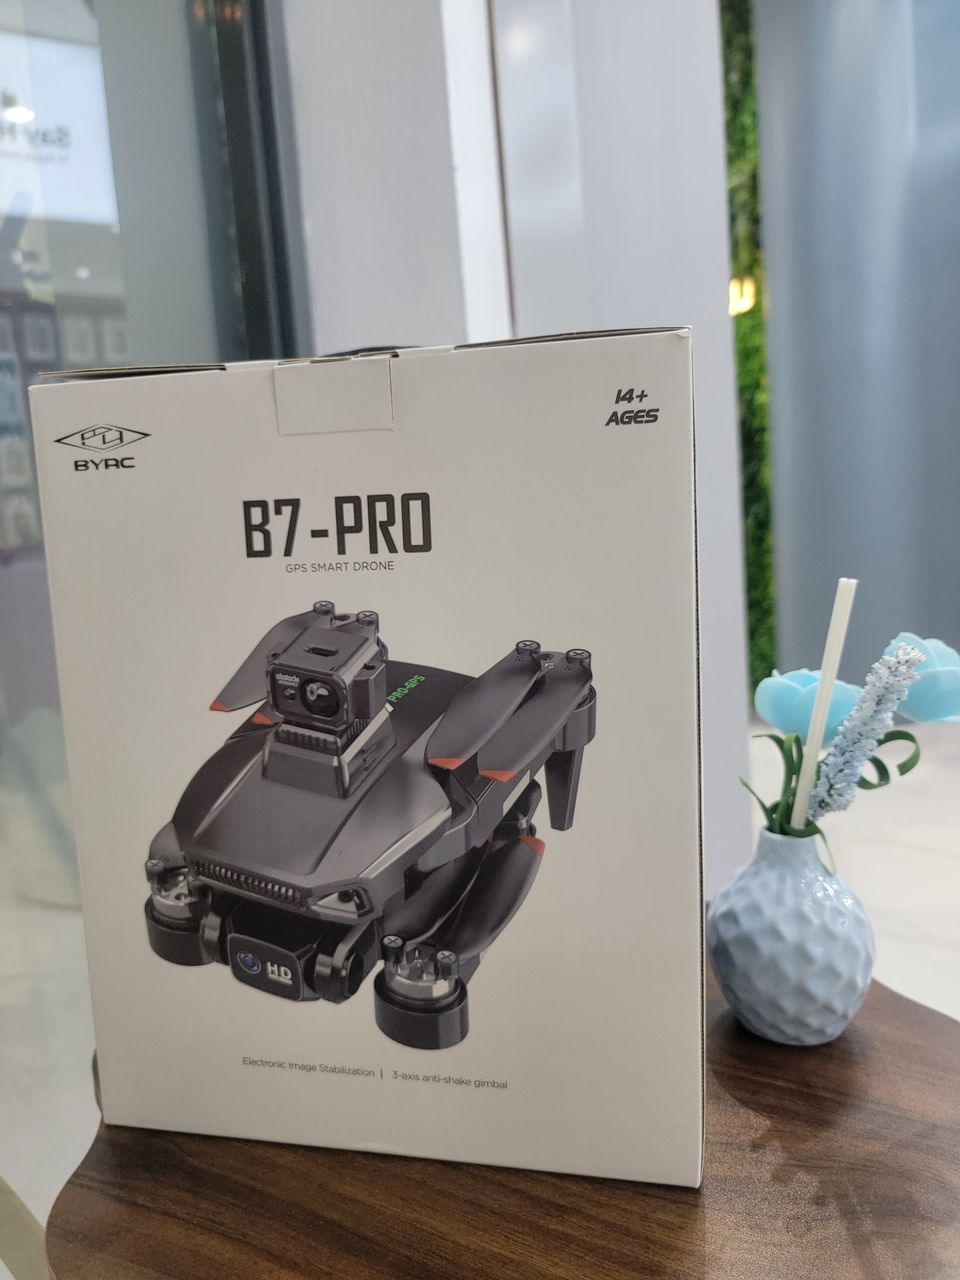 14+
AGES
BYRC
B7-PRO
GPS SMART DRONE
obstacle
PRO-GPS
HD
Electronic Image Stabilization | 3-axis anti-shake gimbal